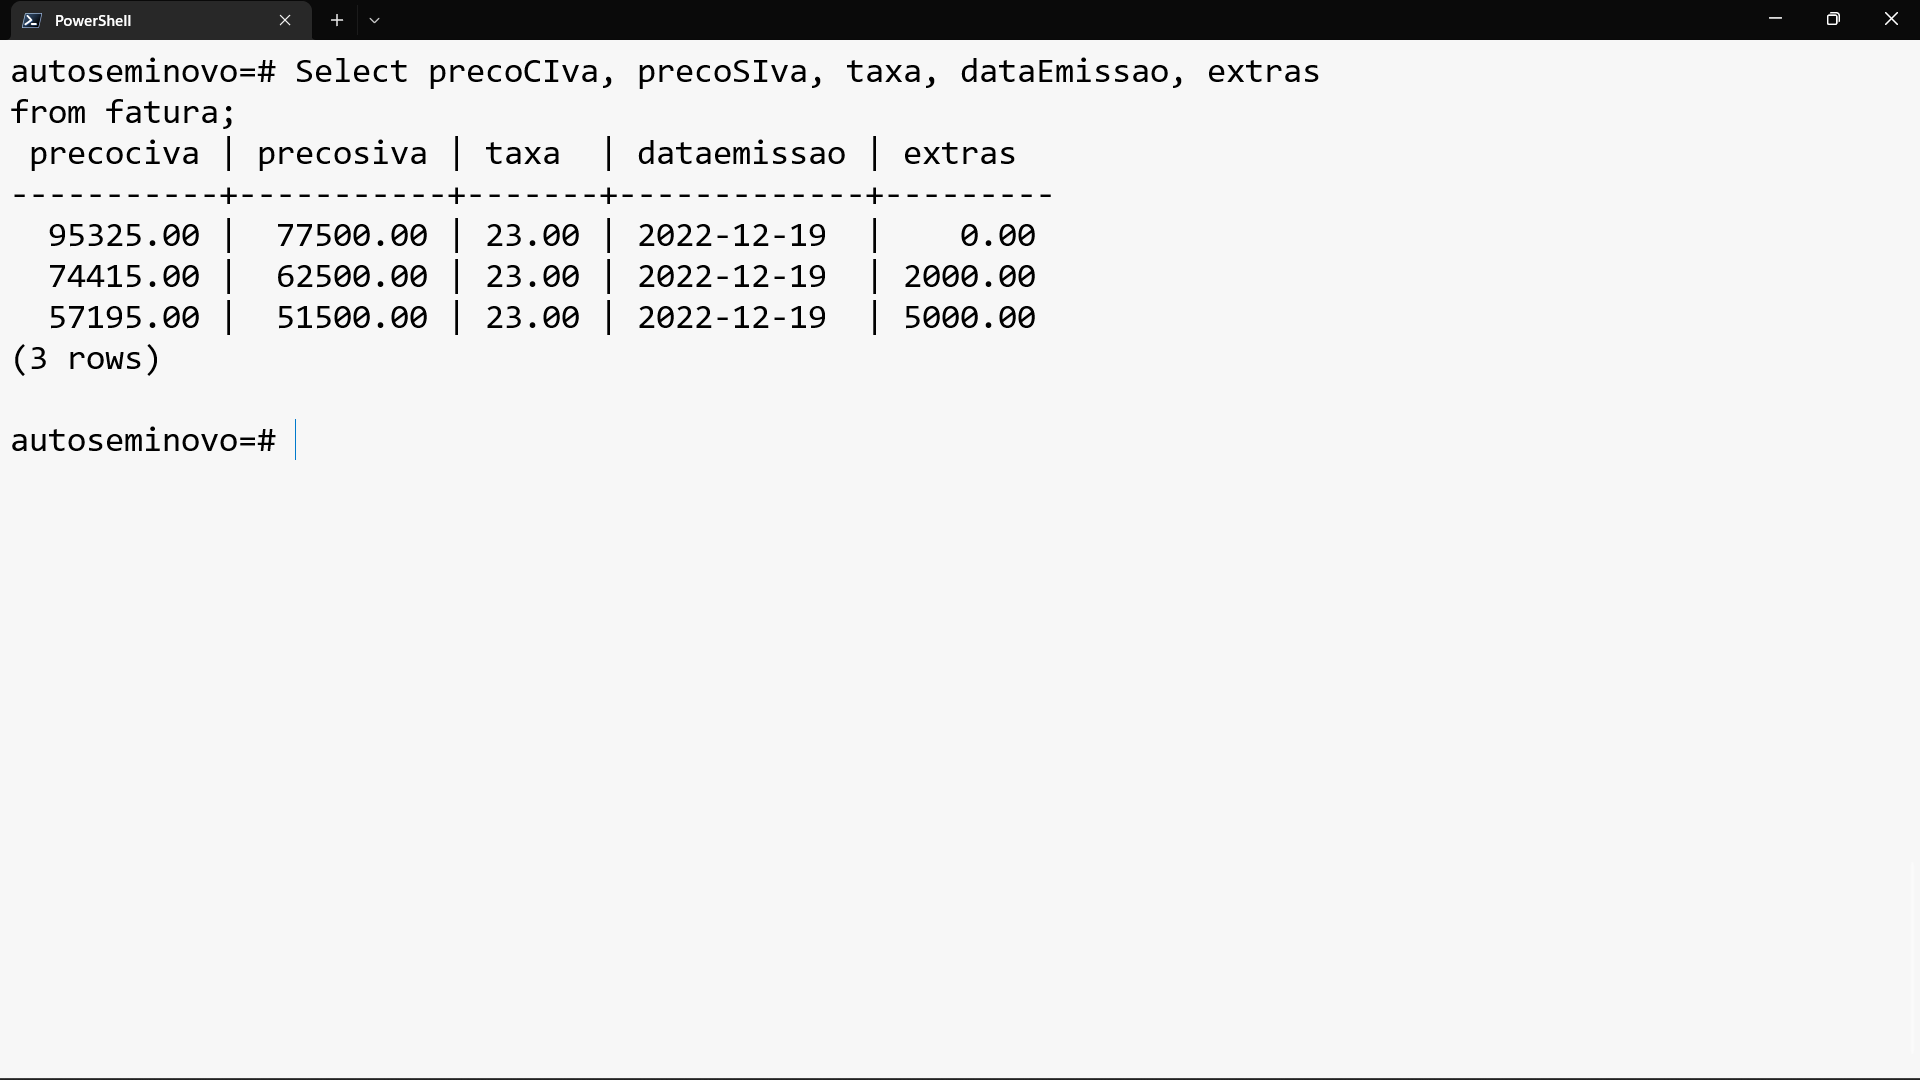 PowerShell
autoseminovo=# Select precoCIva, precoSIva, taxa, dataEmissao, extras
from fatura;
 precociva | precosiva | taxa  | dataemissao | extras
-----------+-----------+-------+-------------+---------
  95325.00 |  77500.00 | 23.00 | 2022-12-19  |    0.00
  74415.00 |  62500.00 | 23.00 | 2022-12-19  | 2000.00
  57195.00 |  51500.00 | 23.00 | 2022-12-19  | 5000.00
(3 rows)
autoseminovo=#